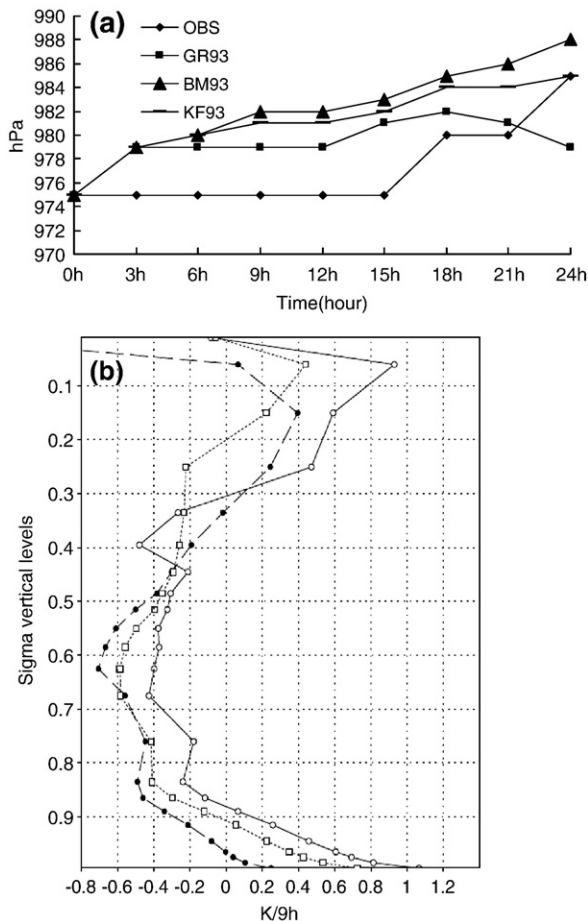 (a)
OBS
GR93
BM93
KF93
hPa
990
988
986
984
982
980
975
974
972
970
0h 3h 6h 9h 12h 15h 18h 21h 24h
Time(hour)
(b)
Sigma vertical levels
0.1
0.2
0.3
0.4
0.5
0.6
0.7
0.8
0.9
-0.8 -0.6 -0.4 -0.2 0 0.2 0.4 0.6 0.8 1 1.2
K/9h